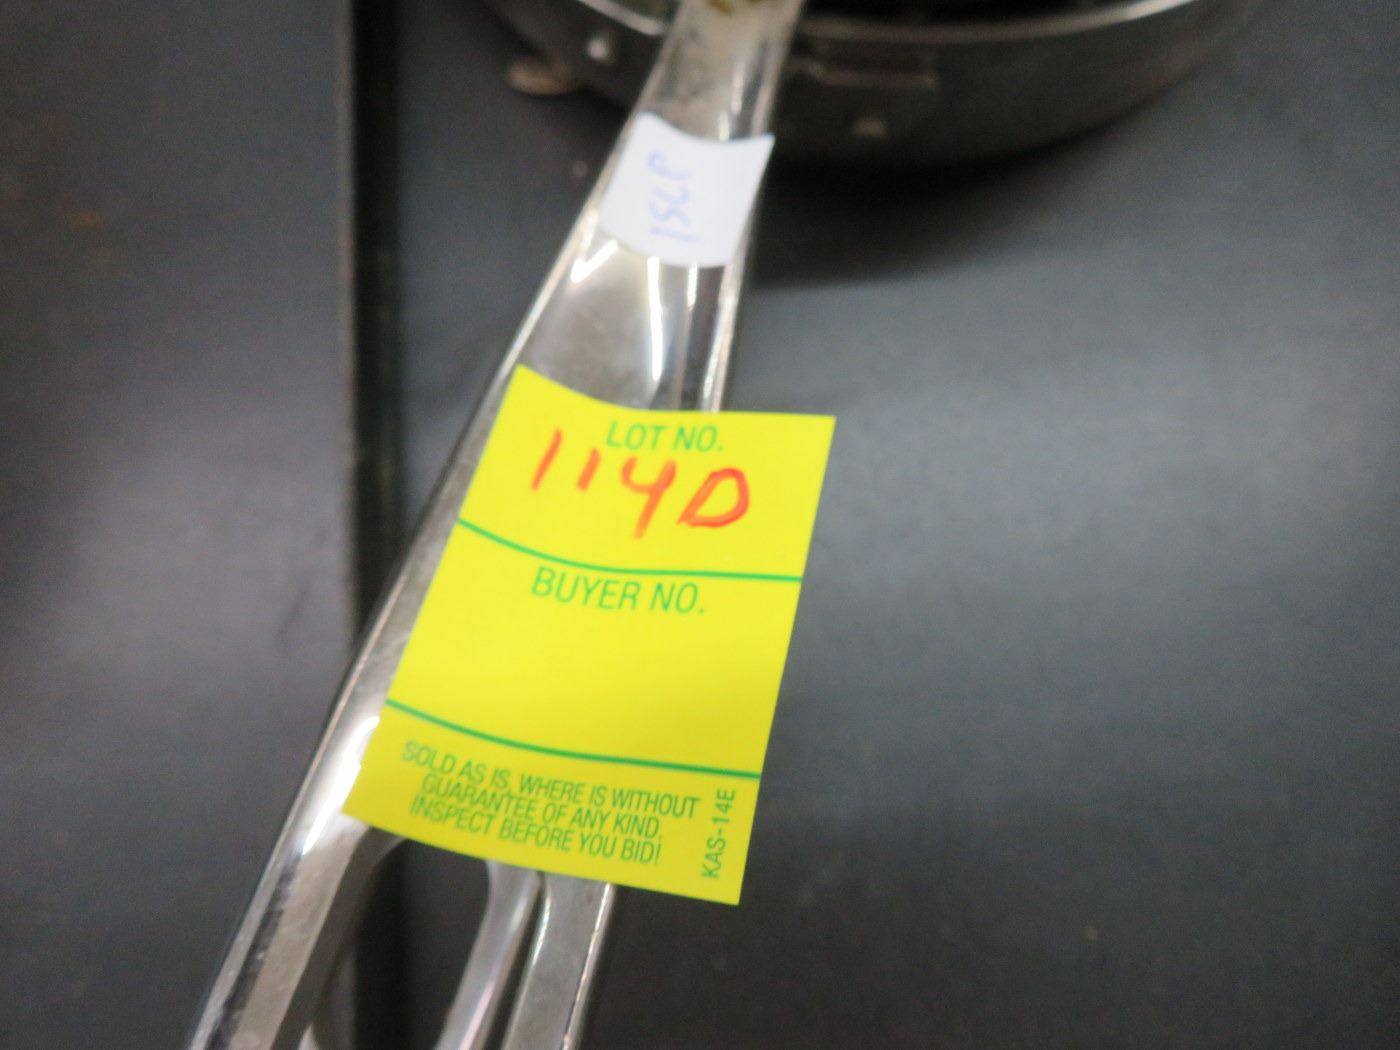 LOT NO.
114D
BUYER NO.
SOLD AS IS, WHERE IS WITHOUT
GUARANTEE OF ANY KIND.
INSPECT BEFORE YOU BID!
KAS-14E